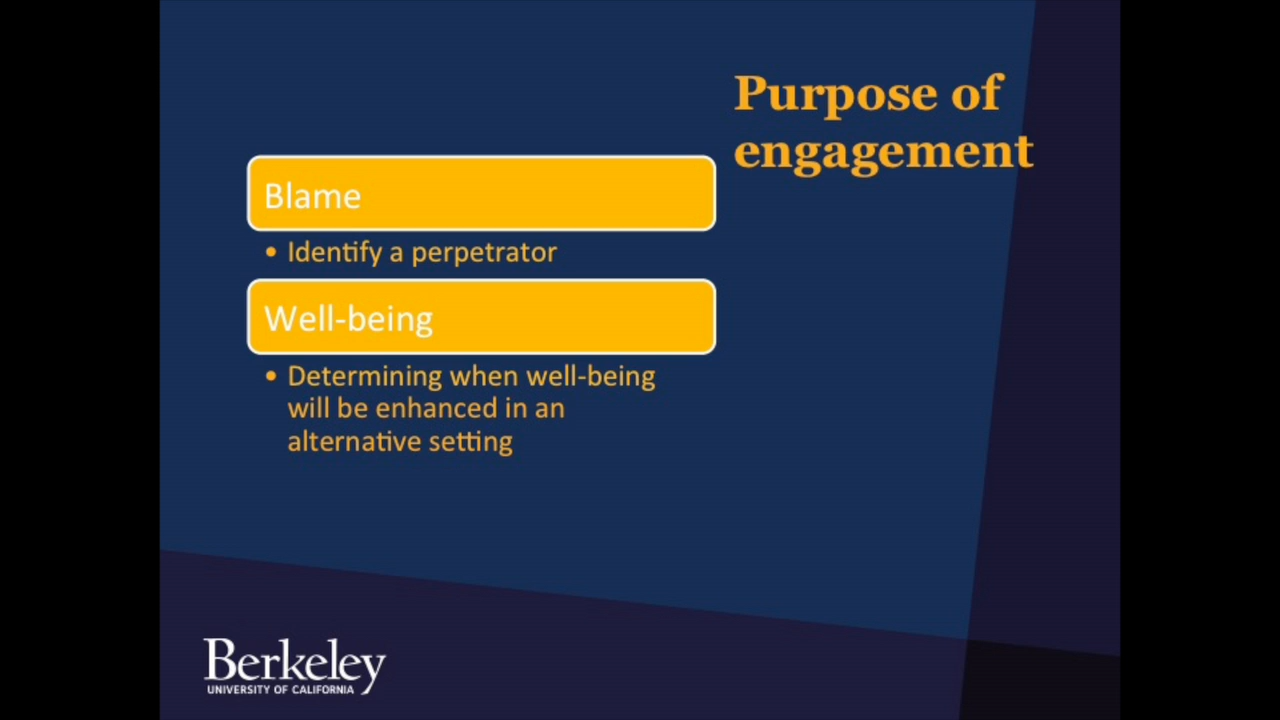 Purpose of
engagement
Blame
• Identify a perpetrator
Well-being
• Determining when well-being
will be enhanced in an
alternative setting
Berkeley
UNIVERSITY OF CALIFORNIA